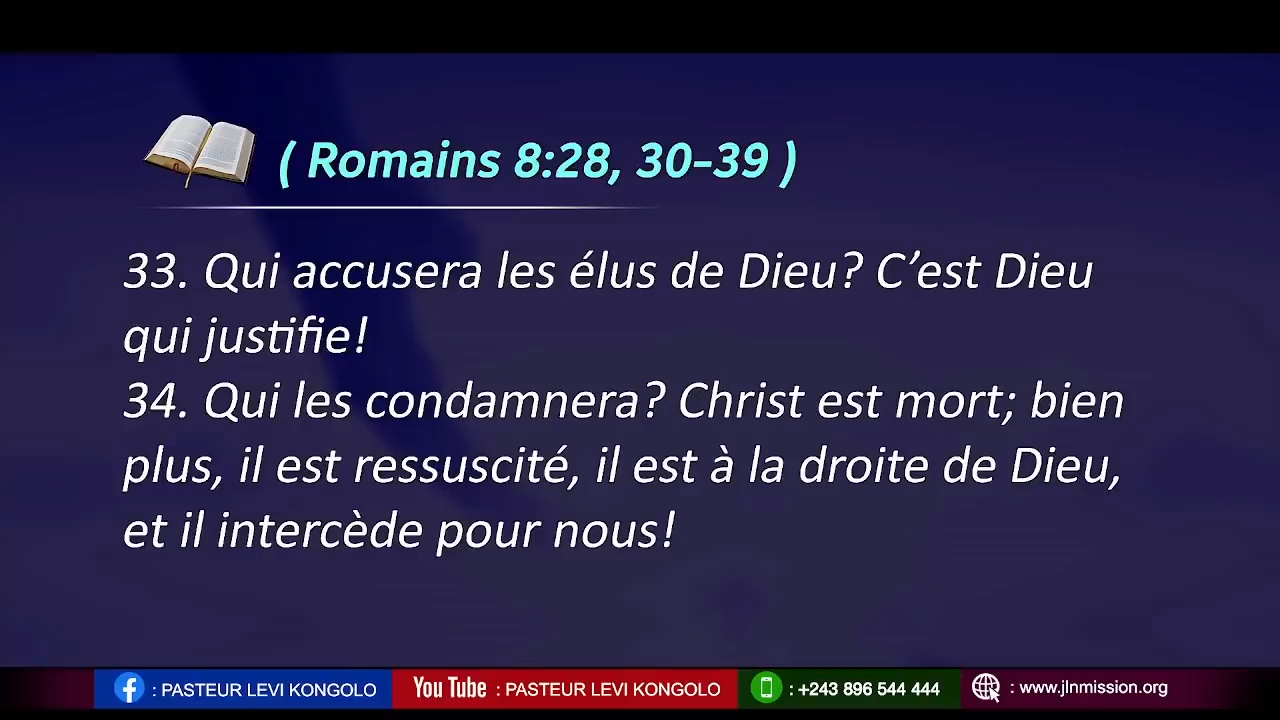 ( Romains 8:28, 30-39 )
33. Qui accusera les élus de Dieu? C’est Dieu
qui justifie!
34. Qui les condamnera? Christ est mort; bien
plus, il est ressuscité, il est à la droite de Dieu,
et il intercède pour nous!
: PASTEUR LEVI KONGOLO You Tube : PASTEUR LEVI KONGOLO : +243 896 544 444 : www.jlnmission.org